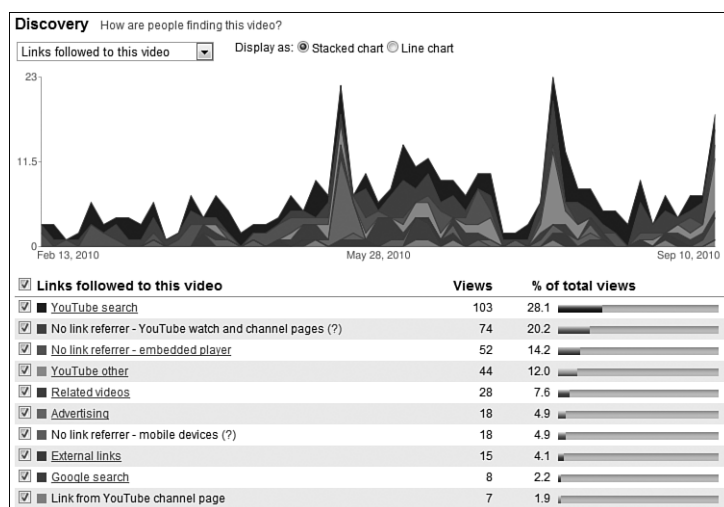 Discovery How are people finding this video?
Links followed to this video Display as: Stacked chart Line chart
23
11.5
0
Feb 13, 2010 May 28, 2010 Sep 10, 2010
Links followed to this video Views % of total views
YouTube search 103 28.1
No link referrer - YouTube watch and channel pages (?) 74 20.2
No link referrer - embedded player 52 14.2
YouTube other 44 12.0
Related videos 28 7.6
Advertising 18 4.9
No link referrer - mobile devices (?) 18 4.9
External links 15 4.1
Google search 8 2.2
Link from YouTube channel page 7 1.9